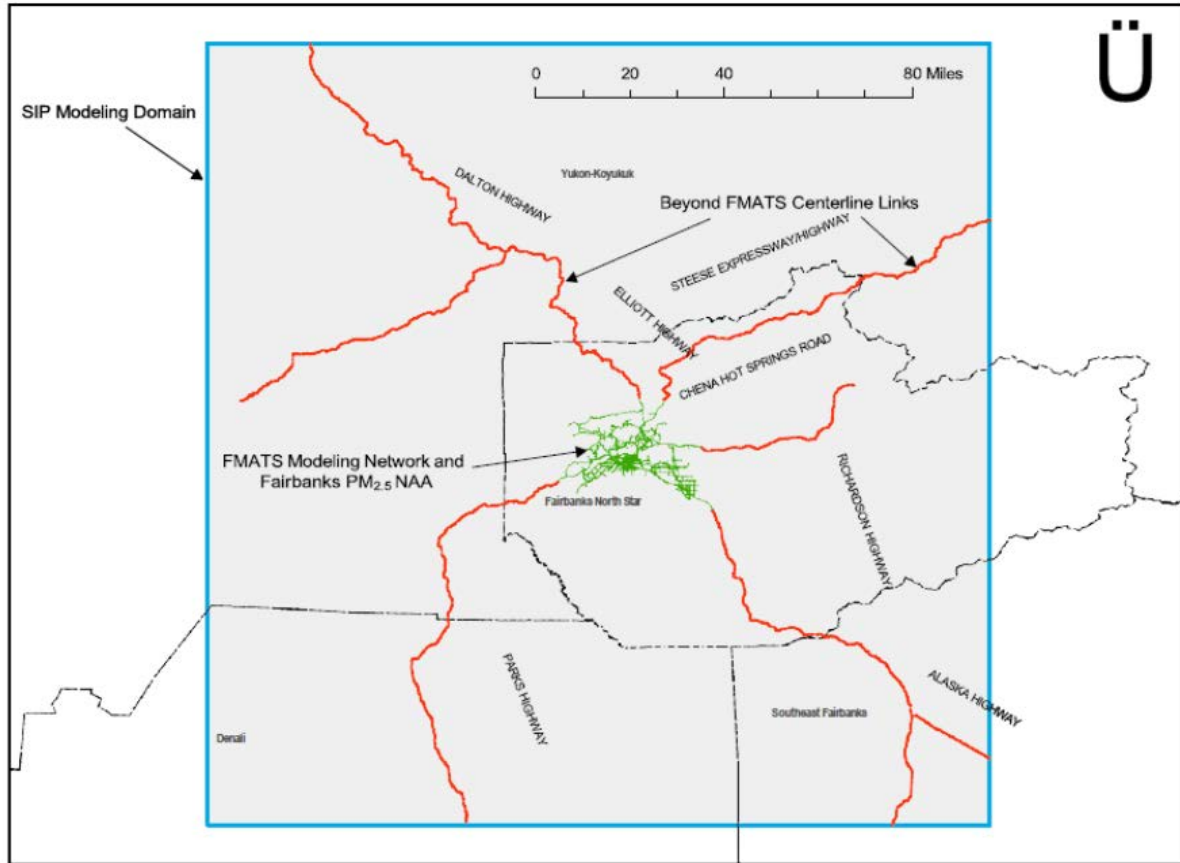 Ü
0 20 40 80 Miles
SIP Modeling Domain
DALTON HIGHWAY
Yukon-Koyukuk
Beyond FMATS Centerline Links
STEESE EXPRESSWAY/HIGHWAY
ELLIOTT HIGHWAY
CHENA HOT SPRINGS ROAD
FMATS Modeling Network and
Fairbanks PM2.5 NAA
Fairbanks North Star
RICHARDSON HIGHWAY
PARKS HIGHWAY
ALASKA HIGHWAY
Southeast Fairbanks
Denali